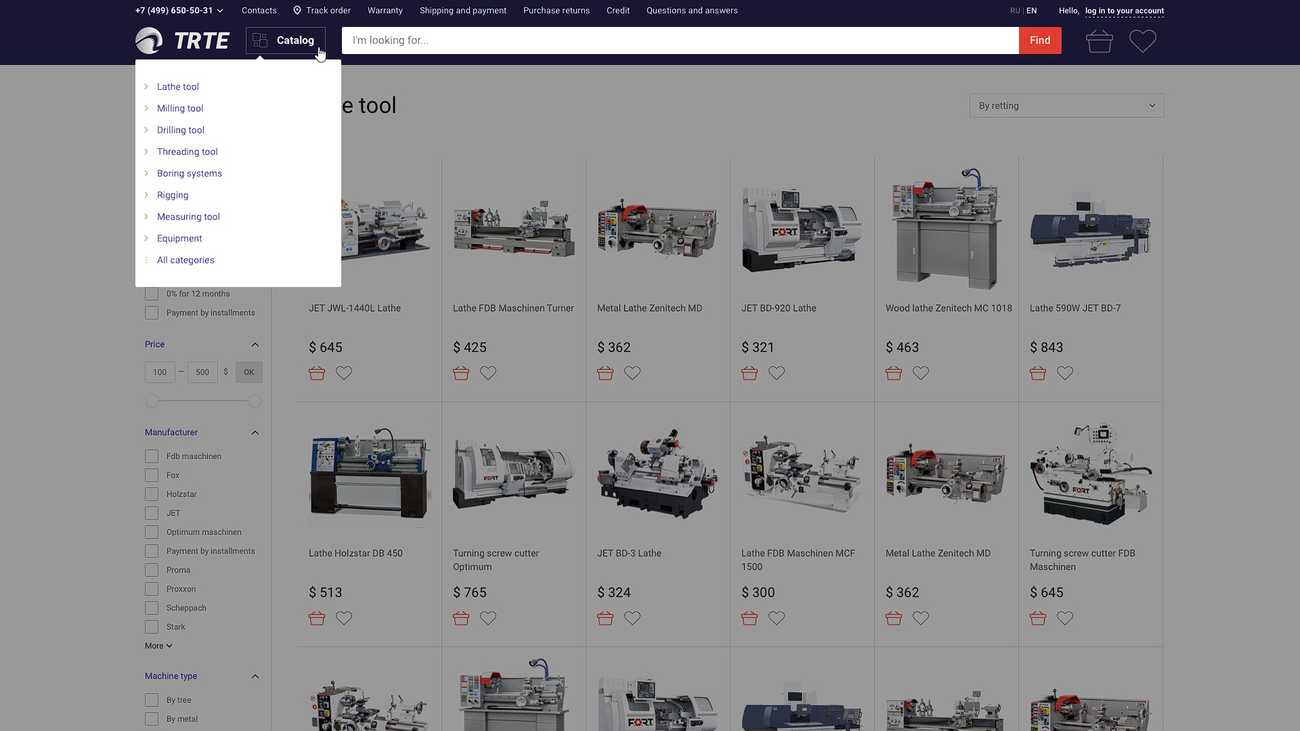 +7 (499) 650-50-31 Contacts Track order Warranty Shipping and payment Purchase returns Credit Questions and answers RU | EN Hello, log in to your account
TRTE Catalog I'm looking for... Find
Lathe tool
Milling tool
Drilling tool
Threading tool
Boring systems
Rigging
Measuring tool
Equipment
All categories
e tool By retting
0% for 12 months
Payment by installments
Price
100 – 500 $ OK
Manufacturer
Fdb maschinen
Fox
Holzstar
JET
Optimum maschinen
Payment by installments
Proma
Proxxon
Scheppach
Stark
More
Machine type
By tree
By metal
FORT
JET JWL-1440L Lathe Lathe FDB Maschinen Turner Metal Lathe Zenitech MD JET BD-920 Lathe Wood lathe Zenitech MC 1018 Lathe 590W JET BD-7
$ 645 $ 425 $ 362 $ 321 $ 463 $ 843
FORT FORT FORT
Lathe Holzstar DB 450 Turning screw cutter JET BD-3 Lathe Lathe FDB Maschinen MCF Metal Lathe Zenitech MD Turning screw cutter FDB
Optimum 1500 Maschinen
$ 513 $ 765 $ 324 $ 300 $ 362 $ 645
FORT